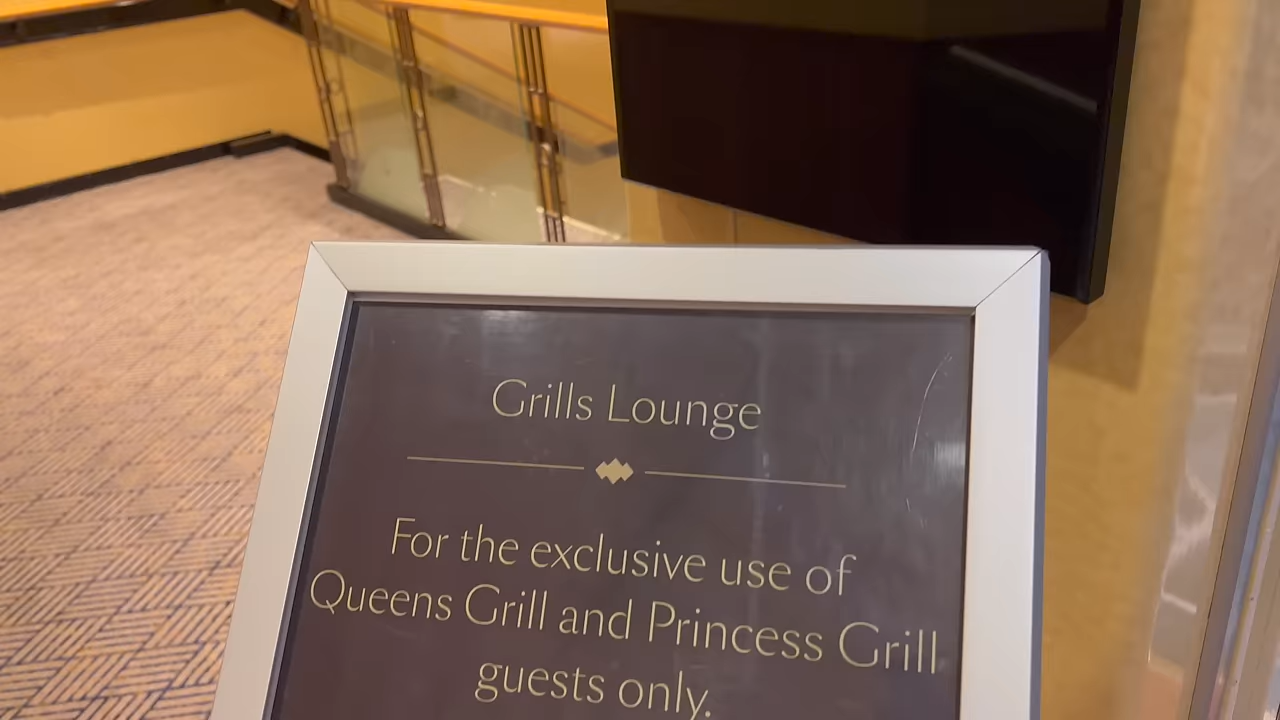 Grills Lounge
For the exclusive use of
Queens Grill and Princess Grill
guests only.